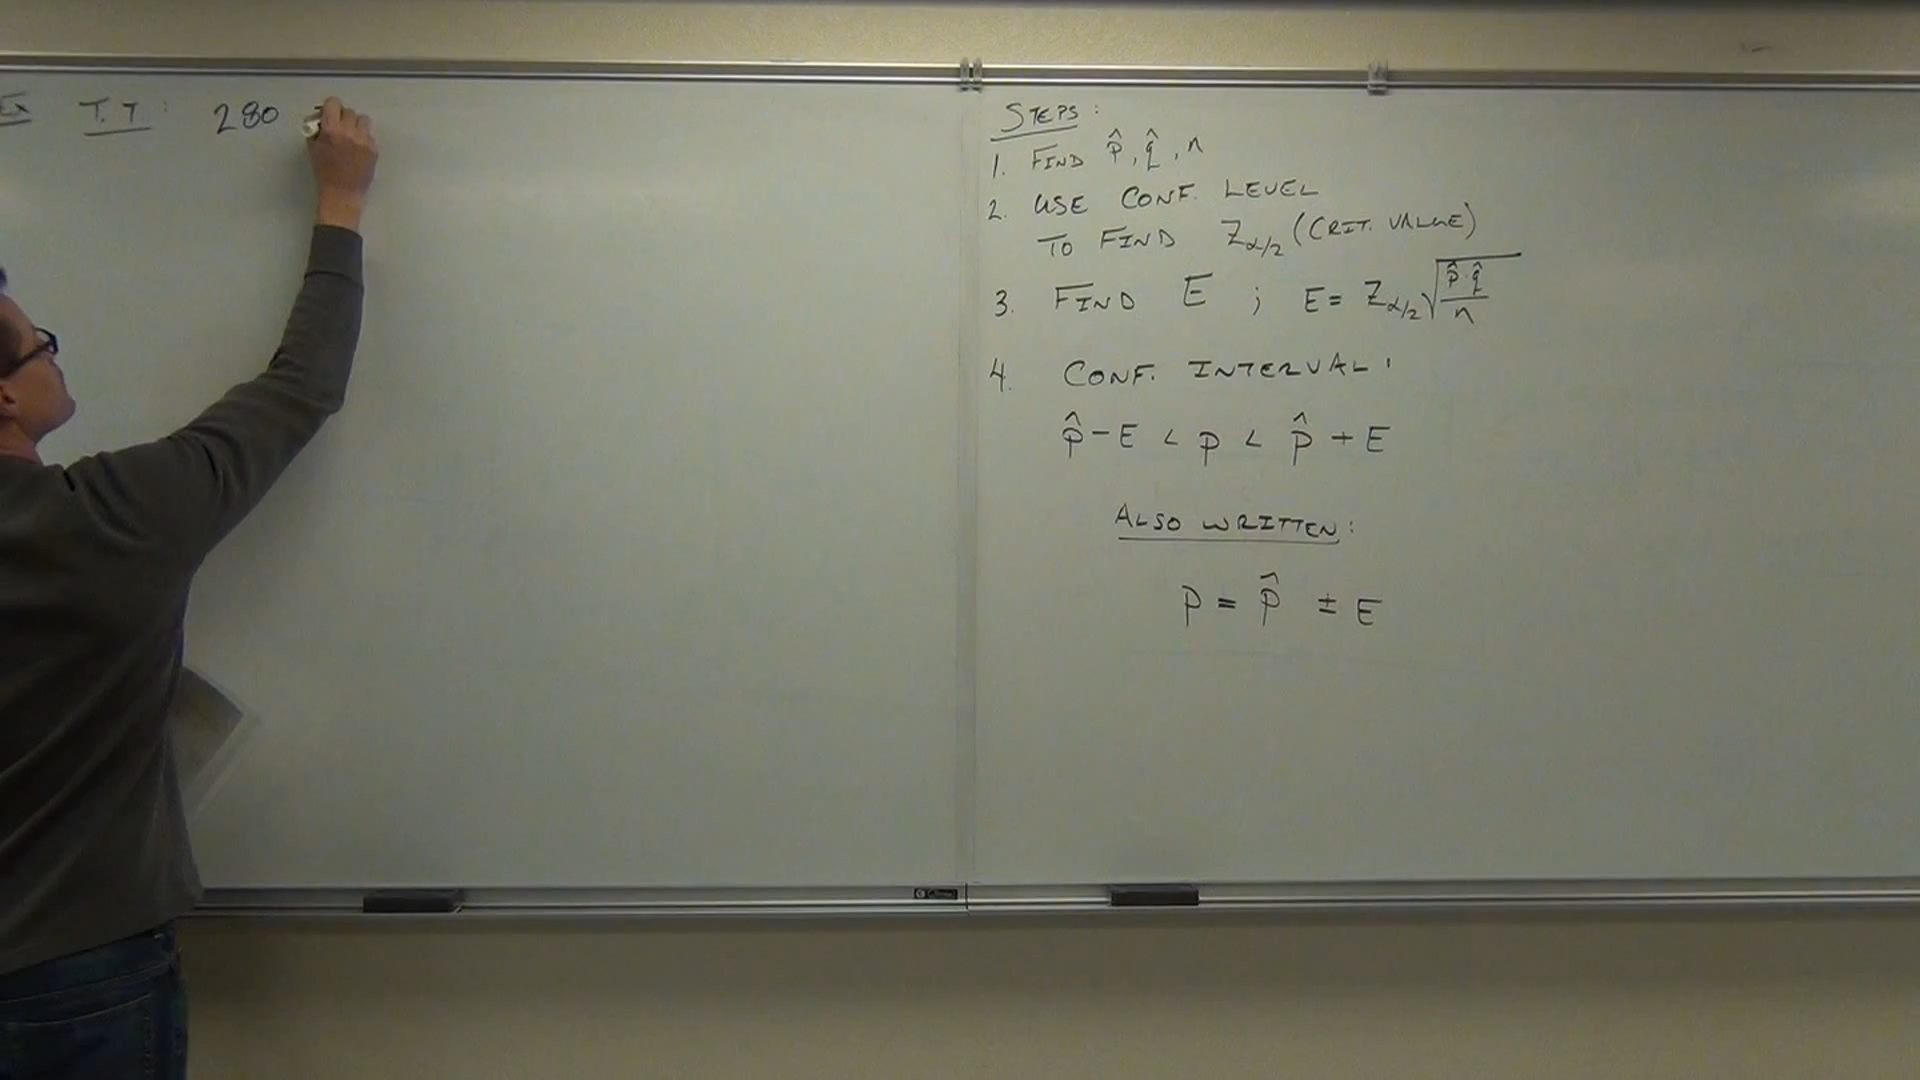 Ex T.T: 280
STEPS:
1. FIND p̂, q̂, n
2. USE CONF. LEVEL
TO FIND Zα/2 (CRIT. VALUE)
3. FIND E ; E = Zα/2 √(p̂·q̂/n)
4. CONF. INTERVAL:
p̂ - E < p < p̂ + E
ALSO WRITTEN:
p = p̂ ± E